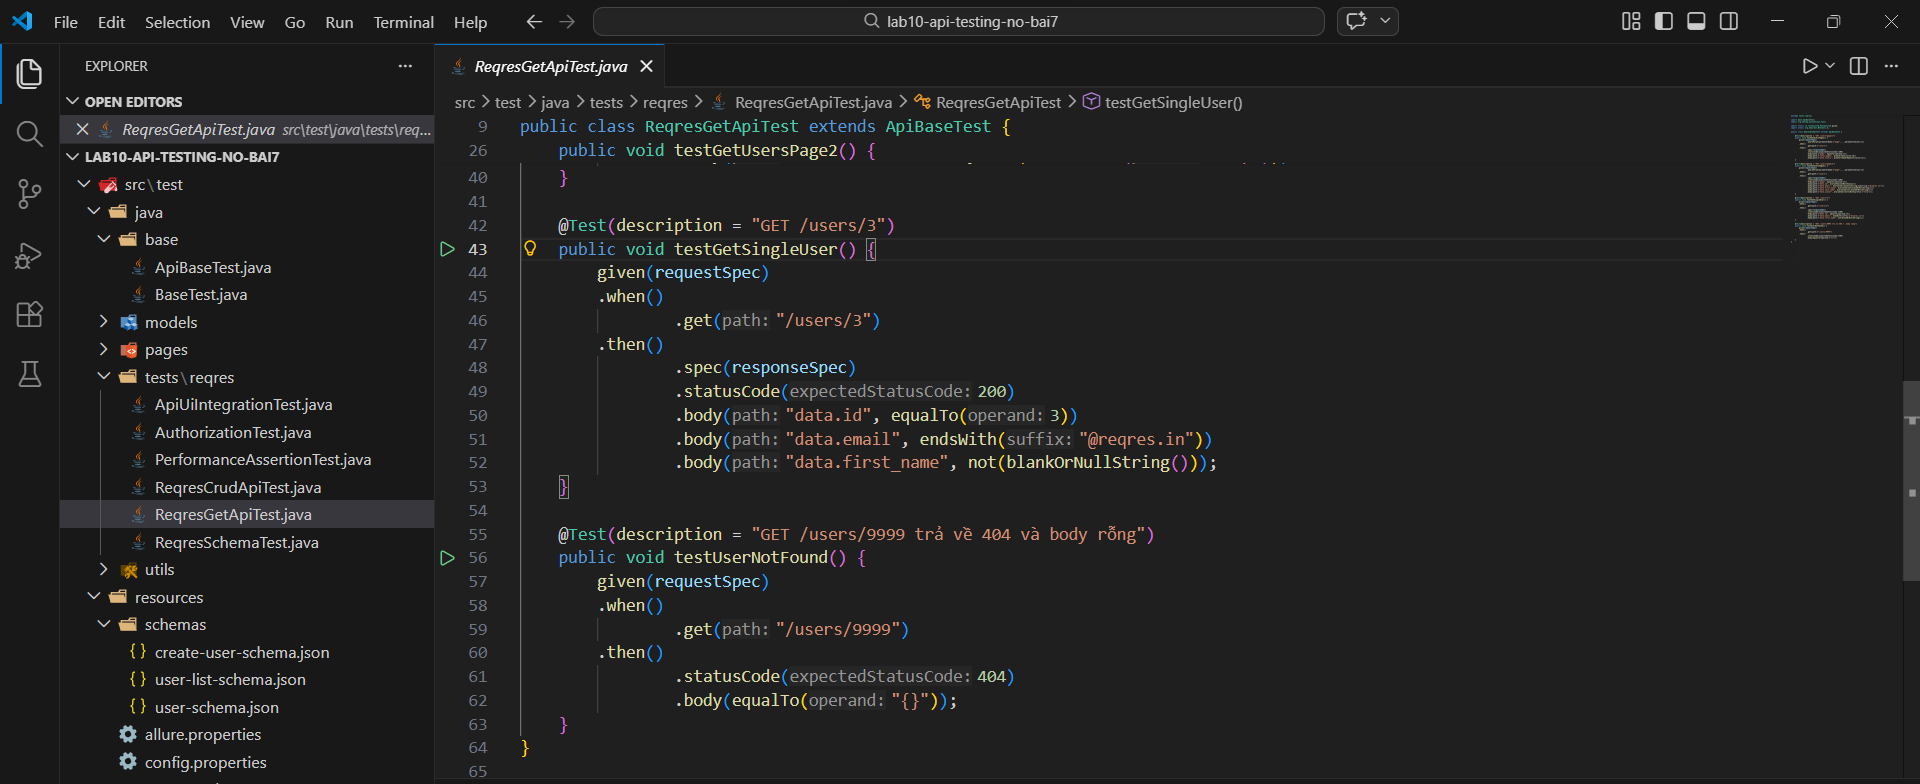 File Edit Selection View Go Run Terminal Help
lab10-api-testing-no-bai7
EXPLORER
OPEN EDITORS
ReqresGetApiTest.java src\test\java\tests\req...
LAB10-API-TESTING-NO-BAI7
src\test
java
base
ApiBaseTest.java
BaseTest.java
models
pages
tests\reqres
ApiUiIntegrationTest.java
AuthorizationTest.java
PerformanceAssertionTest.java
ReqresCrudApiTest.java
ReqresGetApiTest.java
ReqresSchemaTest.java
utils
resources
schemas
{} create-user-schema.json
{} user-list-schema.json
{} user-schema.json
allure.properties
config.properties
ReqresGetApiTest.java
src > test > java > tests > reqres > ReqresGetApiTest.java > ReqresGetApiTest > testGetSingleUser()
9 public class ReqresGetApiTest extends ApiBaseTest {
26 public void testGetUsersPage2() {
40 }
41
42 @Test(description = "GET /users/3")
43 public void testGetSingleUser() {
44 given(requestSpec)
45 .when()
46 .get(path: "/users/3")
47 .then()
48 .spec(responseSpec)
49 .statusCode(expectedStatusCode: 200)
50 .body(path: "data.id", equalTo(operand: 3))
51 .body(path: "data.email", endsWith(suffix: "@reqres.in"))
52 .body(path: "data.first_name", not(blankOrNullString()));
53 }
54
55 @Test(description = "GET /users/9999 trả về 404 và body rỗng")
56 public void testUserNotFound() {
57 given(requestSpec)
58 .when()
59 .get(path: "/users/9999")
60 .then()
61 .statusCode(expectedStatusCode: 404)
62 .body(equalTo(operand: "{}"));
63 }
64 }
65